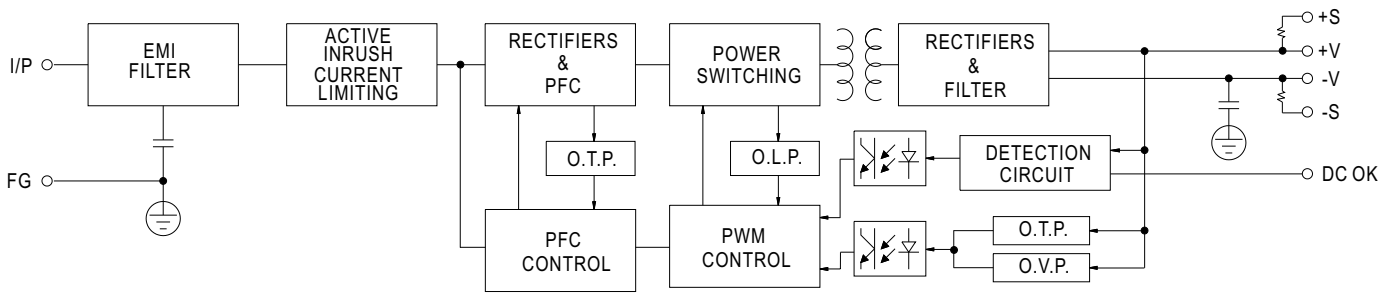 I/P
EMI
FILTER
ACTIVE
INRUSH
CURRENT
LIMITING
RECTIFIERS
&
PFC
POWER
SWITCHING
RECTIFIERS
&
FILTER
+S
+V
-V
-S
O.T.P.
O.L.P.
DETECTION
CIRCUIT
DC OK
FG
PFC
CONTROL
PWM
CONTROL
O.T.P.
O.V.P.